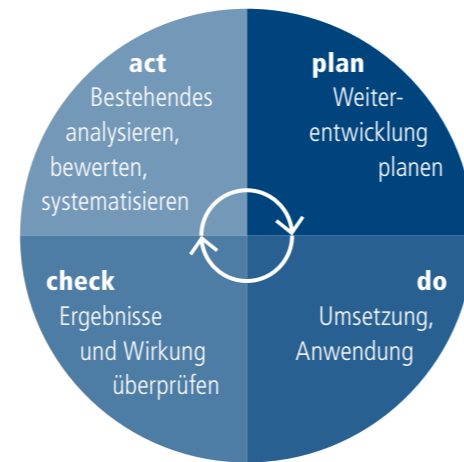 act
Bestehendes
analysieren,
bewerten,
systematisieren
plan
Weiter-
entwicklung
planen
check
Ergebnisse
und Wirkung
überprüfen
do
Umsetzung,
Anwendung